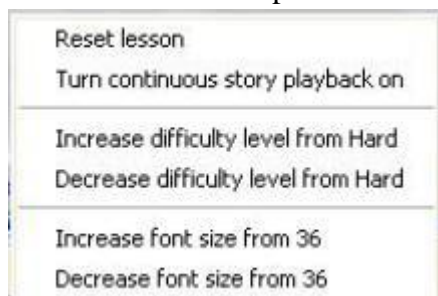 Reset lesson
Turn continuous story playback on
Increase difficulty level from Hard
Decrease difficulty level from Hard
Increase font size from 36
Decrease font size from 36